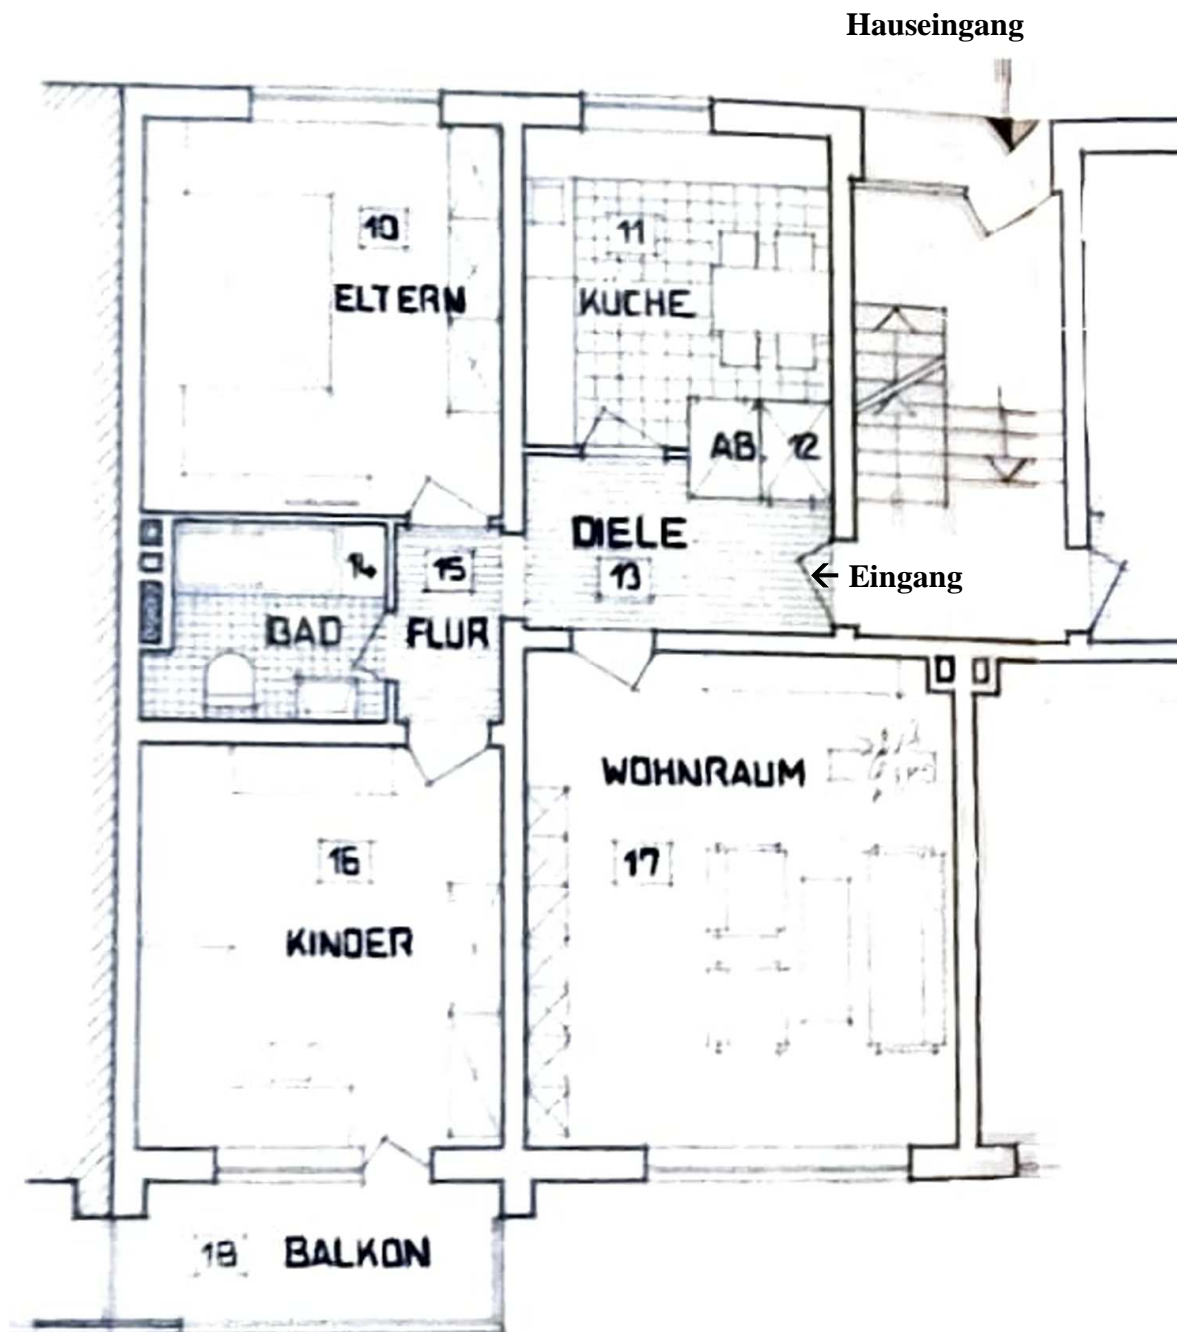 Hauseingang
10
ELTERN
11
KÜCHE
AB. 12
DIELE
13
← Eingang
14
15
BAD
FLUR
WOHNRAUM
16
17
KINDER
18 BALKON